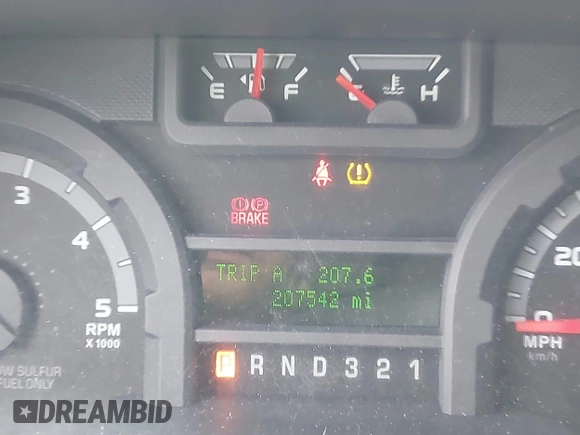 E F
C H
BRAKE
TRIP A 207.6
207542 mi
P R N D 3 2 1
3
4
5
RPM
X 1000
OW SULFUR
FUEL ONLY
20
0
MPH
km/h
DREAMBID